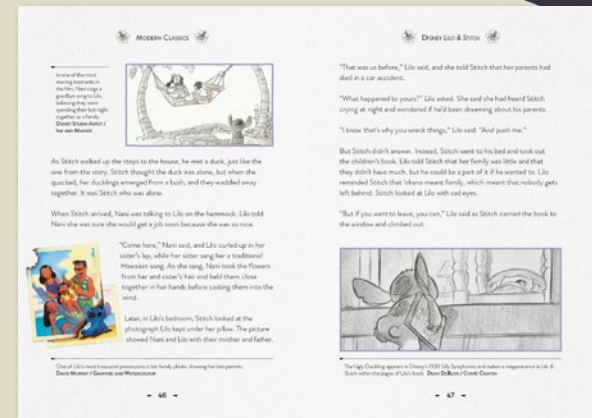 MODERN CLASSICS
In one of the most
moving moments in
the film, Nani sings a
goodbye song to Lilo,
believing they were
spending their last night
together as a family.
DISNEY STUDIO ARTIST /
INK AND MARKER
As Stitch walked up the steps to the house, he met a duck, just like the
one from the story. Stitch thought the duck was alone, but when she
quacked, her ducklings emerged from a bush, and they waddled away
together. It was Stitch who was alone.
When Stitch arrived, Nani was talking to Lilo on the hammock. Lilo told
Nani she was sure she would get a job soon because she was so nice.
"Come here," Nani said, and Lilo curled up in her
sister's lap, while her sister sang her a traditional
Hawaiian song. As she sang, Nani took the flowers
from her and sister's hair and held them close
together in her hands before casting them into the
wind.
Later, in Lilo's bedroom, Stitch looked at the
photograph Lilo kept under her pillow. The picture
showed Nani and Lilo with their mother and father.
One of Lilo's most treasured possessions is her family photo, showing her late parents.
DAVID MURRAY / GRAPHITE AND WATERCOLOUR
46
DISNEY LILO & STITCH
"That was us before," Lilo said, and she told Stitch that her parents had
died in a car accident.
"What happened to yours?" Lilo asked. She said she had heard Stitch
crying at night and wondered if he'd been dreaming about his parents.
"I know that's why you wreck things," Lilo said. "And push me."
But Stitch didn't answer. Instead, Stitch went to his bed and took out
the children's book. Lilo told Stitch that her family was little and that
they didn't have much, but he could be a part of it if he wanted to. Lilo
reminded Stitch that 'ohana meant family, which meant that nobody gets
left behind. Stitch looked at Lilo with sad eyes.
"But if you want to leave, you can," Lilo said as Stitch carried the book to
the window and climbed out.
The Ugly Duckling appears in Disney's 1939 Silly Symphonies and makes a reappearance in Lilo &
Stitch within the pages of Lilo's book. DEAN DEBLOIS / CONTÉ CRAYON
47